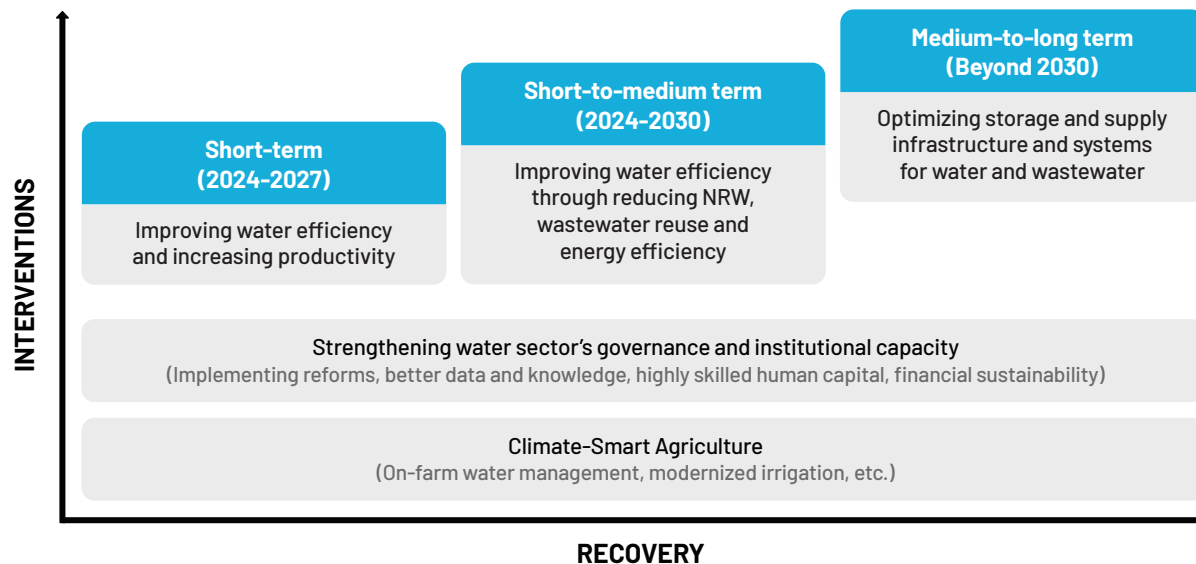 INTERVENTIONS
Short-term
(2024-2027)
Improving water efficiency
and increasing productivity
Short-to-medium term
(2024-2030)
Improving water efficiency
through reducing NRW,
wastewater reuse and
energy efficiency
Medium-to-long term
(Beyond 2030)
Optimizing storage and supply
infrastructure and systems
for water and wastewater
Strengthening water sector's governance and institutional capacity
(Implementing reforms, better data and knowledge, highly skilled human capital, financial sustainability)
Climate-Smart Agriculture
(On-farm water management, modernized irrigation, etc.)
RECOVERY